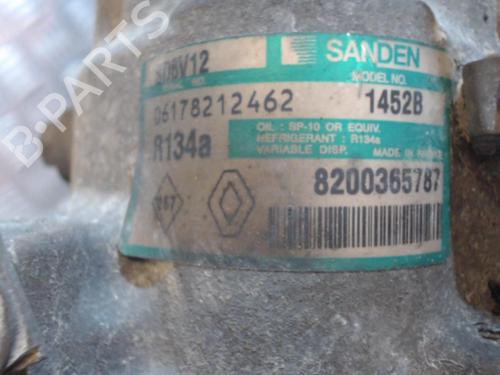 SD6V12
SANDEN
MODEL NO.
06178212462
1452B
OIL : SP-10 OR EQUIV.
REFRIGERANT : R134a
VARIABLE DISP.
MADE IN
R134a
8200365787
B-PARTS